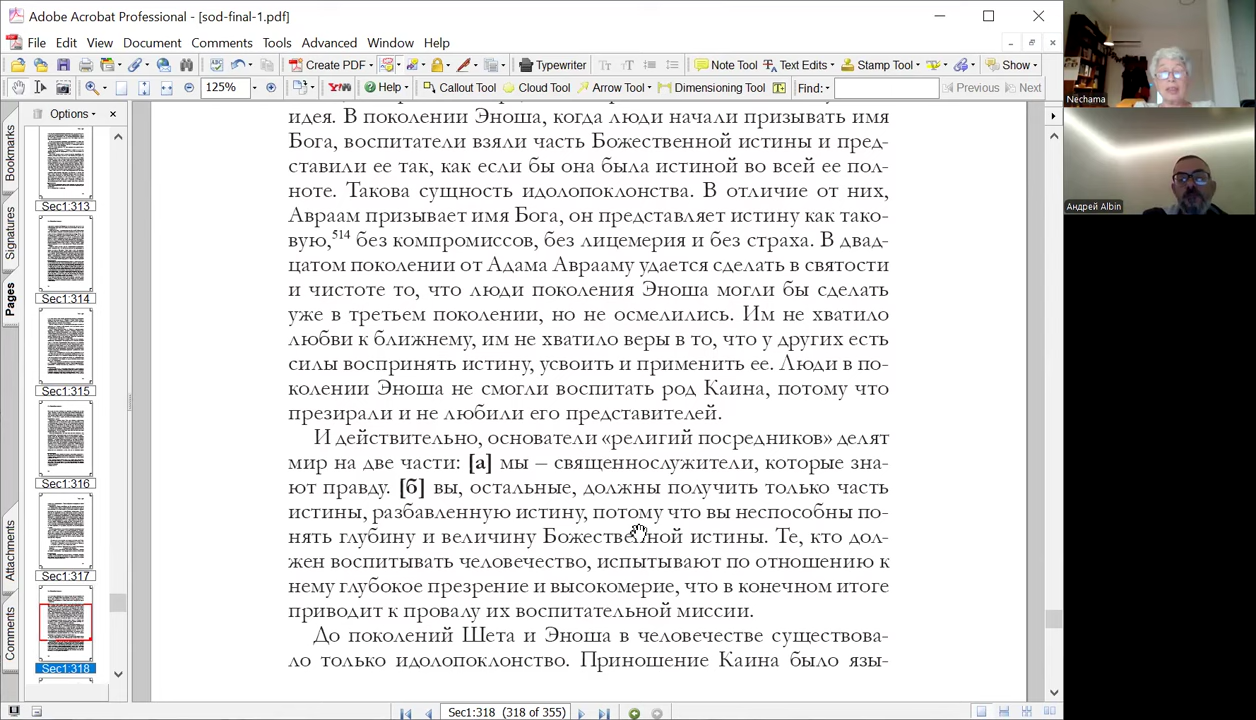 Adobe Acrobat Professional - [sod-final-1.pdf]
File Edit View Document Comments Tools Advanced Window Help
Create PDF Typewriter Note Tool Text Edits Stamp Tool Show
125% Help Callout Tool Cloud Tool Arrow Tool Dimensioning Tool Find: Previous Next
Options
Bookmarks
Signatures
Pages
Attachments
Comments
Sec1:313
Sec1:314
Sec1:315
Sec1:316
Sec1:317
Sec1:318
идея. В поколении Эноша, когда люди начали призывать имя
Бога, воспитатели взяли часть Божественной истины и пред-
ставили ее так, как если бы она была истиной во всей ее пол-
ноте. Такова сущность идолопоклонства. В отличие от них,
Авраам призывает имя Бога, он представляет истину как тако-
вую,514 без компромиссов, без лицемерия и без страха. В двад-
цатом поколении от Адама Аврааму удается сделать в святости
и чистоте то, что люди поколения Эноша могли бы сделать
уже в третьем поколении, но не осмелились. Им не хватило
любви к ближнему, им не хватило веры в то, что у других есть
силы воспринять истину, усвоить и применить ее. Люди в по-
колении Эноша не смогли воспитать род Каина, потому что
презирали и не любили его представителей.
И действительно, основатели «религий посредников» делят
мир на две части: [а] мы – священнослужители, которые зна-
ют правду. [б] вы, остальные, должны получить только часть
истины, разбавленную истину, потому что вы неспособны по-
нять глубину и величину Божественной истины. Те, кто дол-
жен воспитывать человечество, испытывают по отношению к
нему глубокое презрение и высокомерие, что в конечном итоге
приводит к провалу их воспитательной миссии.
До поколений Шета и Эноша в человечестве существова-
ло только идолопоклонство. Приношение Каина было язы-
Sec1:318 (318 of 355)
Nechama
Андрей Albin